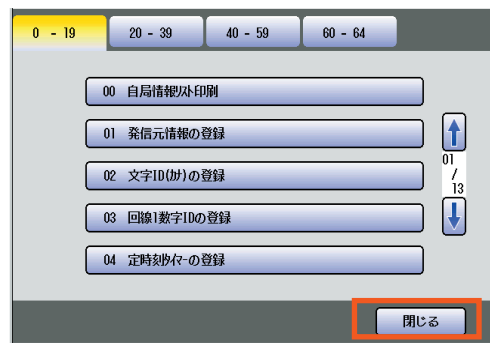 0 - 19
20 - 39
40 - 59
60 - 64
00 自局情報ﾘｽﾄ印刷
01 発信元情報の登録
02 文字ID(ｶﾅ)の登録
03 回線1数字IDの登録
04 定時刻ﾀｲﾏｰの登録
01
/
13
閉じる